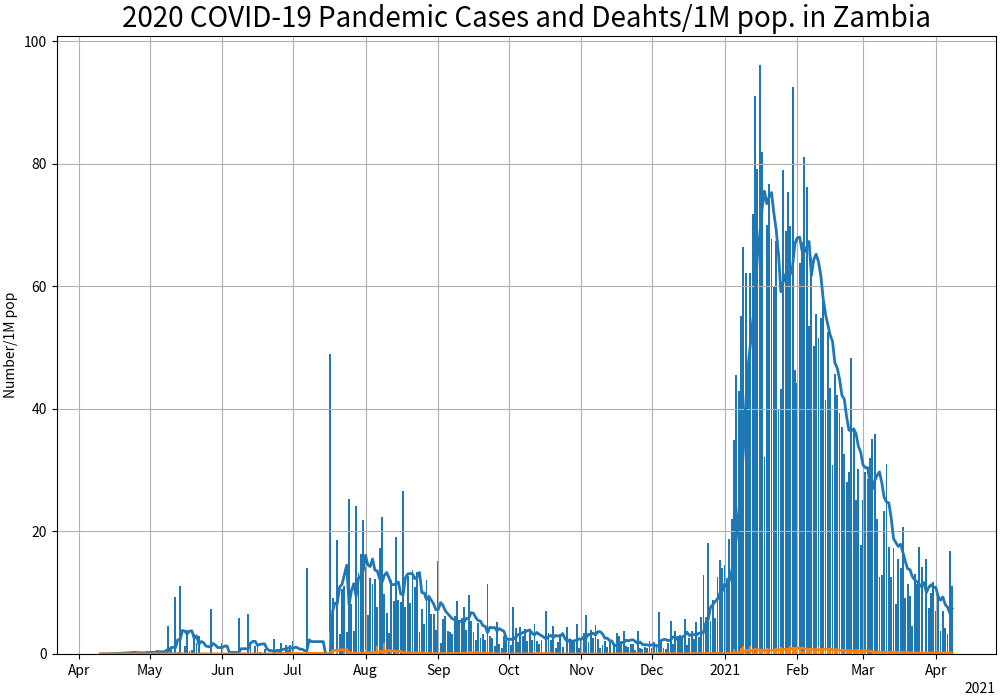 2020 COVID-19 Pandemic Cases and Deahts/1M pop. in Zambia
Number/1M pop
100
80
60
40
20
0
Apr May Jun Jul Aug Sep Oct Nov Dec 2021 Feb Mar Apr
2021